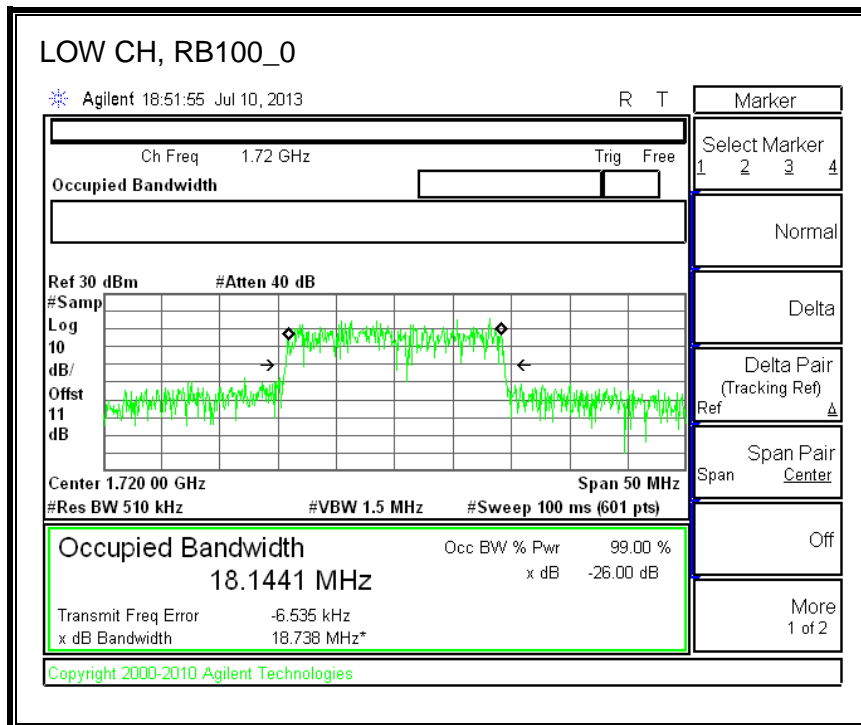 LOW CH, RB100_0
Agilent 18:51:55 Jul 10, 2013 R T
Ch Freq 1.72 GHz Trig Free
Occupied Bandwidth
Ref 30 dBm #Atten 40 dB
#Samp
Log
10
dB/
Offst
11
dB
Center 1.720 00 GHz Span 50 MHz
#Res BW 510 kHz #VBW 1.5 MHz #Sweep 100 ms (601 pts)
Occupied Bandwidth Occ BW % Pwr 99.00 %
18.1441 MHz x dB -26.00 dB
Transmit Freq Error -6.535 kHz
x dB Bandwidth 18.738 MHz*
Copyright 2000-2010 Agilent Technologies
Marker
Select Marker
1 2 3 4
Normal
Delta
Delta Pair
(Tracking Ref)
Ref Δ
Span Pair
Span Center
Off
More
1 of 2